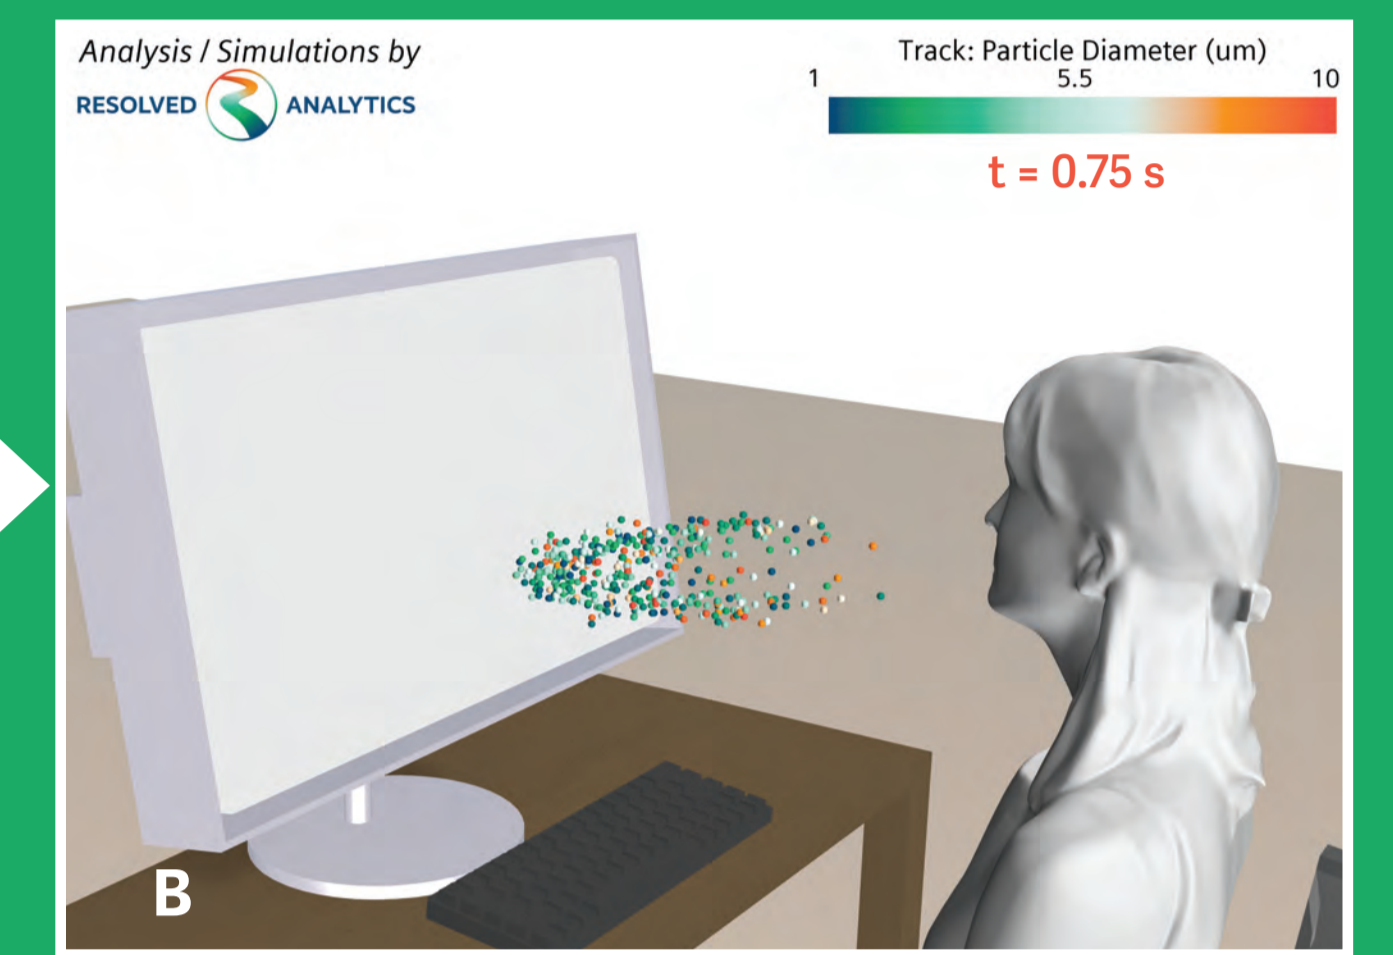 Analysis / Simulations by
RESOLVED ANALYTICS
Track: Particle Diameter (um)
1 5.5 10
t = 0.75 s
B